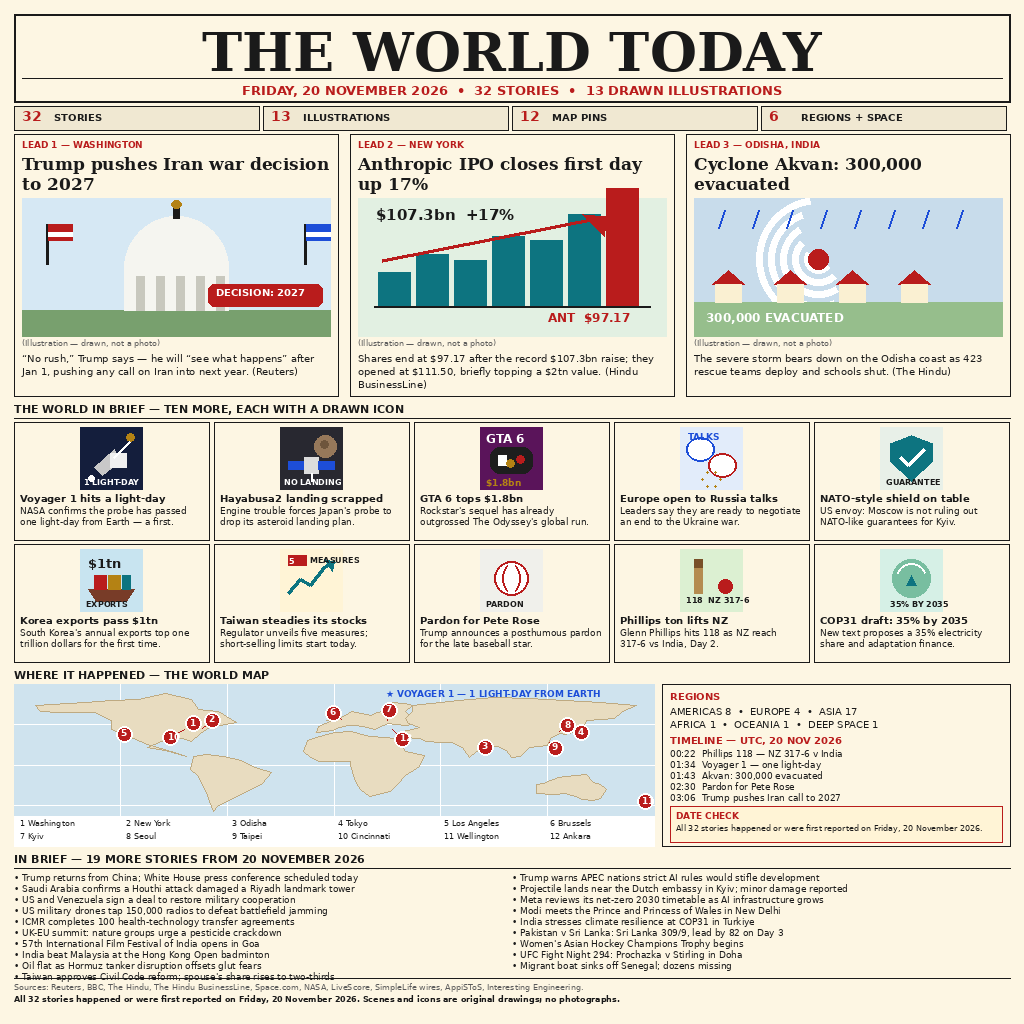 THE WORLD TODAY
FRIDAY, 20 NOVEMBER 2026 • 32 STORIES • 13 DRAWN ILLUSTRATIONS
32 STORIES
13 ILLUSTRATIONS
12 MAP PINS
6 REGIONS + SPACE
LEAD 1 — WASHINGTON
Trump pushes Iran war decision
to 2027
DECISION: 2027
(Illustration — drawn, not a photo)
“No rush,” Trump says — he will “see what happens” after
Jan 1, pushing any call on Iran into next year. (Reuters)
LEAD 2 — NEW YORK
Anthropic IPO closes first day
up 17%
$107.3bn +17%
ANT $97.17
(Illustration — drawn, not a photo)
Shares end at $97.17 after the record $107.3bn raise; they
opened at $111.50, briefly topping a $2tn value. (Hindu
BusinessLine)
LEAD 3 — ODISHA, INDIA
Cyclone Akvan: 300,000
evacuated
300,000 EVACUATED
(Illustration — drawn, not a photo)
The severe storm bears down on the Odisha coast as 423
rescue teams deploy and schools shut. (The Hindu)
THE WORLD IN BRIEF — TEN MORE, EACH WITH A DRAWN ICON
1 LIGHT-DAY
Voyager 1 hits a light-day
NASA confirms the probe has passed
one light-day from Earth — a first.
NO LANDING
Hayabusa2 landing scrapped
Engine trouble forces Japan's probe to
drop its asteroid landing plan.
GTA 6
$1.8bn
GTA 6 tops $1.8bn
Rockstar's sequel has already
outgrossed The Odyssey's global run.
TALKS
Europe open to Russia talks
Leaders say they are ready to negotiate
an end to the Ukraine war.
GUARANTEE
NATO-style shield on table
US envoy: Moscow is not ruling out
NATO-like guarantees for Kyiv.
$1tn
EXPORTS
Korea exports pass $1tn
South Korea's annual exports top one
trillion dollars for the first time.
5 MEASURES
Taiwan steadies its stocks
Regulator unveils five measures;
short-selling limits start today.
PARDON
Pardon for Pete Rose
Trump announces a posthumous pardon
for the late baseball star.
118 NZ 317-6
Phillips ton lifts NZ
Glenn Phillips hits 118 as NZ reach
317-6 vs India, Day 2.
35% BY 2035
COP31 draft: 35% by 2035
New text proposes a 35% electricity
share and adaptation finance.
WHERE IT HAPPENED — THE WORLD MAP
★ VOYAGER 1 — 1 LIGHT-DAY FROM EARTH
6
7
1
2
5
8
4
3
9
1 Washington
2 New York
3 Odisha
4 Tokyo
5 Los Angeles
6 Brussels
7 Kyiv
8 Seoul
9 Taipei
10 Cincinnati
11 Wellington
12 Ankara
REGIONS
AMERICAS 8 • EUROPE 4 • ASIA 17
AFRICA 1 • OCEANIA 1 • DEEP SPACE 1
TIMELINE — UTC, 20 NOV 2026
00:22 Phillips 118 — NZ 317-6 v India
01:34 Voyager 1 — one light-day
01:43 Akvan: 300,000 evacuated
02:30 Pardon for Pete Rose
03:06 Trump pushes Iran call to 2027
DATE CHECK
All 32 stories happened or were first reported on Friday, 20 November 2026.
IN BRIEF — 19 MORE STORIES FROM 20 NOVEMBER 2026
• Trump returns from China; White House press conference scheduled today
• Saudi Arabia confirms a Houthi attack damaged a Riyadh landmark tower
• US and Venezuela sign a deal to restore military cooperation
• US military drones tap 150,000 radios to defeat battlefield jamming
• ICMR completes 100 health-technology transfer agreements
• UK-EU summit: nature groups urge a pesticide crackdown
• 57th International Film Festival of India opens in Goa
• India beat Malaysia at the Hong Kong Open badminton
• Oil flat as Hormuz tanker disruption offsets glut fears
• Taiwan approves Civil Code reform; spouse's share rises to two-thirds
• Trump warns APEC nations strict AI rules would stifle development
• Projectile lands near the Dutch embassy in Kyiv; minor damage reported
• Meta reviews its net-zero 2030 timetable as AI infrastructure grows
• Modi meets the Prince and Princess of Wales in New Delhi
• India stresses climate resilience at COP31 in Turkiye
• Pakistan v Sri Lanka: Sri Lanka 309/9, lead by 82 on Day 3
• Women's Asian Hockey Champions Trophy begins
• UFC Fight Night 294: Prochazka v Stirling in Doha
• Migrant boat sinks off Senegal; dozens missing
Sources: Reuters, BBC, The Hindu, The Hindu BusinessLine, Space.com, NASA, LiveScore, SimpleLife wires, AppiSToS, Interesting Engineering.
All 32 stories happened or were first reported on Friday, 20 November 2026. Scenes and icons are original drawings; no photographs.